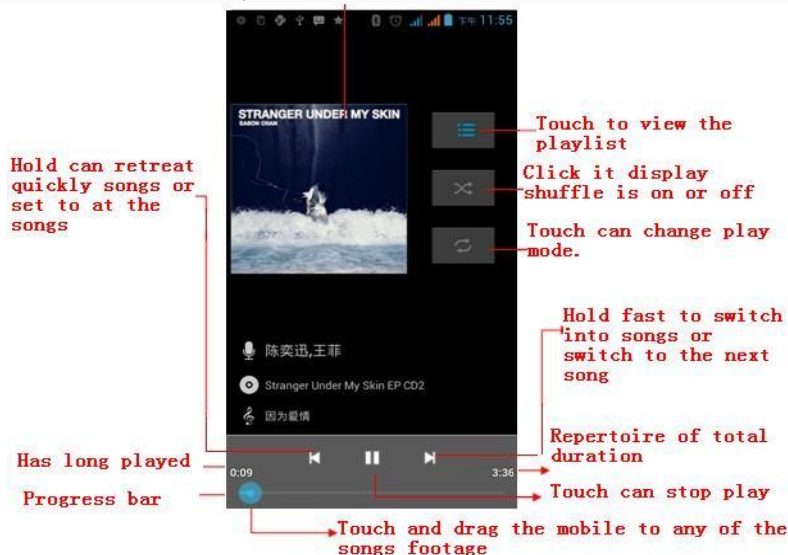 下午 11:55
STRANGER UNDER MY SKIN
EASON CHAN
Touch to view the
playlist
Click it display
shuffle is on or off
Touch can change play
mode.
Hold can retreat
quickly songs or
set to at the
songs
Hold fast to switch
into songs or
switch to the next
song
陈奕迅,王菲
Stranger Under My Skin EP CD2
因为爱情
Has long played
0:09
3:36
Repertoire of total
duration
Progress bar
Touch can stop play
Touch and drag the mobile to any of the
songs footage